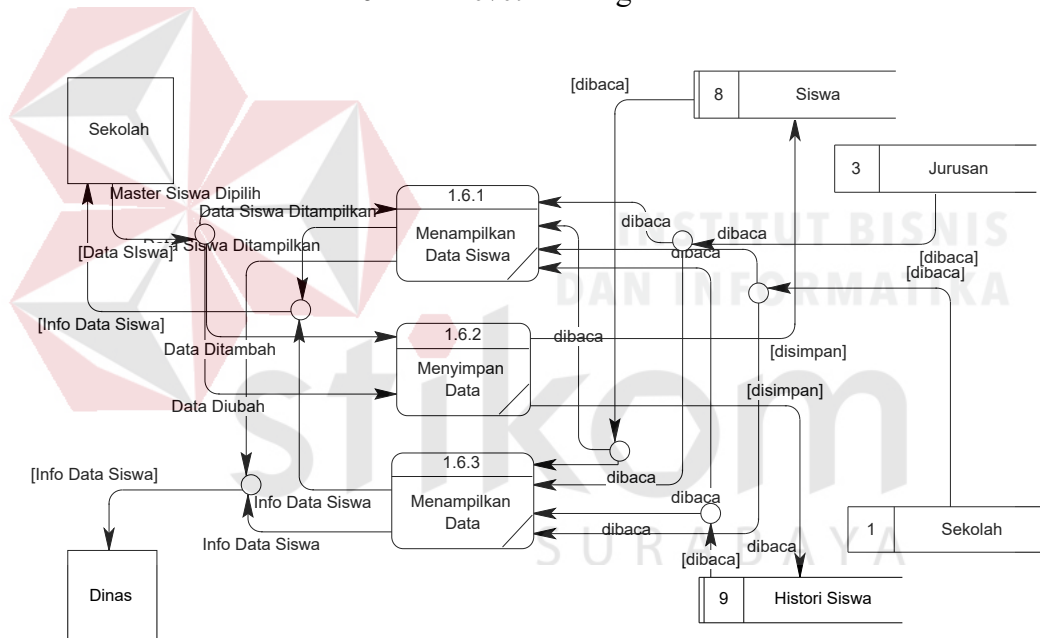 [dibaca]
8
Siswa
Sekolah
3
Jurusan
Master Siswa Dipilih
1.6.1
Data Siswa Ditampilkan
dibaca
INSTITUT BISNIS
dibaca
Menampilkan
Data Siswa
Data Siswa Ditampilkan
[Data SIswa]
dibaca
[dibaca]
[dibaca]
DAN INFORMATIKA
[Info Data Siswa]
1.6.2
dibaca
Data Ditambah
[disimpan]
Menyimpan
Data
[disimpan]
Data Diubah
stikom
1.6.3
[Info Data Siswa]
dibaca
Info Data Siswa
Menampilkan
Data
dibaca
dibaca
1
Sekolah
Info Data Siswa
SURABAYA
dibaca
[dibaca]
Dinas
9
Histori Siswa